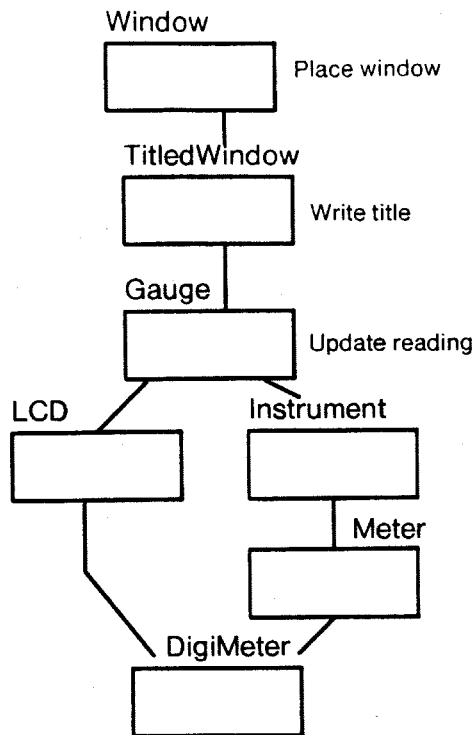 Window
Place window
TitledWindow
Write title
Gauge
Update reading
LCD
Instrument
Meter
DigiMeter